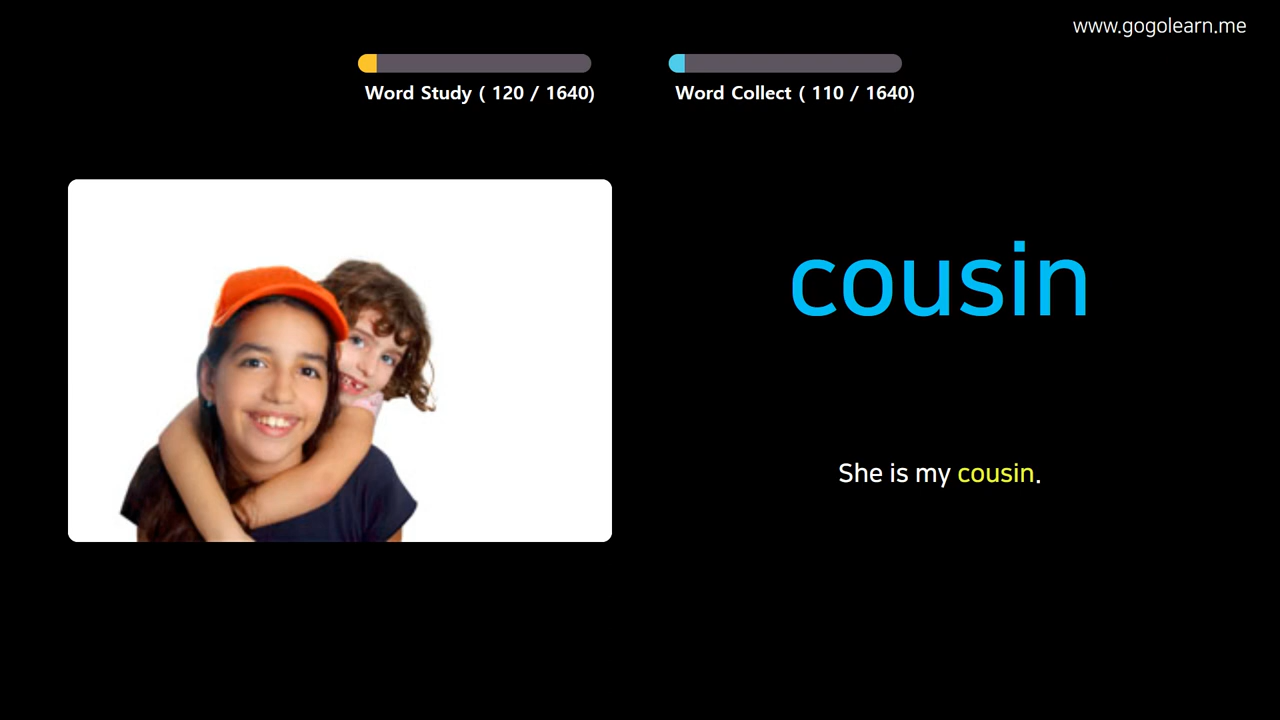 www.gogolearn.me
Word Study ( 120 / 1640)
Word Collect ( 110 / 1640)
cousin
She is my cousin.